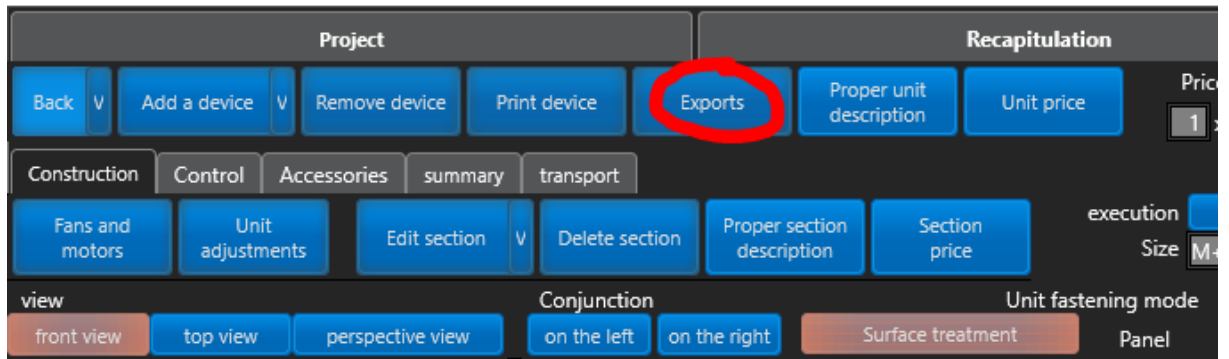 Project
Recapitulation
Back V
Add a device V
Remove device
Print device
Exports
Proper unit
description
Unit price
1 x
Construction
Control
Accessories
summary
transport
Fans and
motors
Unit
adjustments
Edit section V
Delete section
Proper section
description
Section
price
execution
Size M+
view
Conjunction
Unit fastening mode
front view
top view
perspective view
on the left
on the right
Surface treatment
Panel